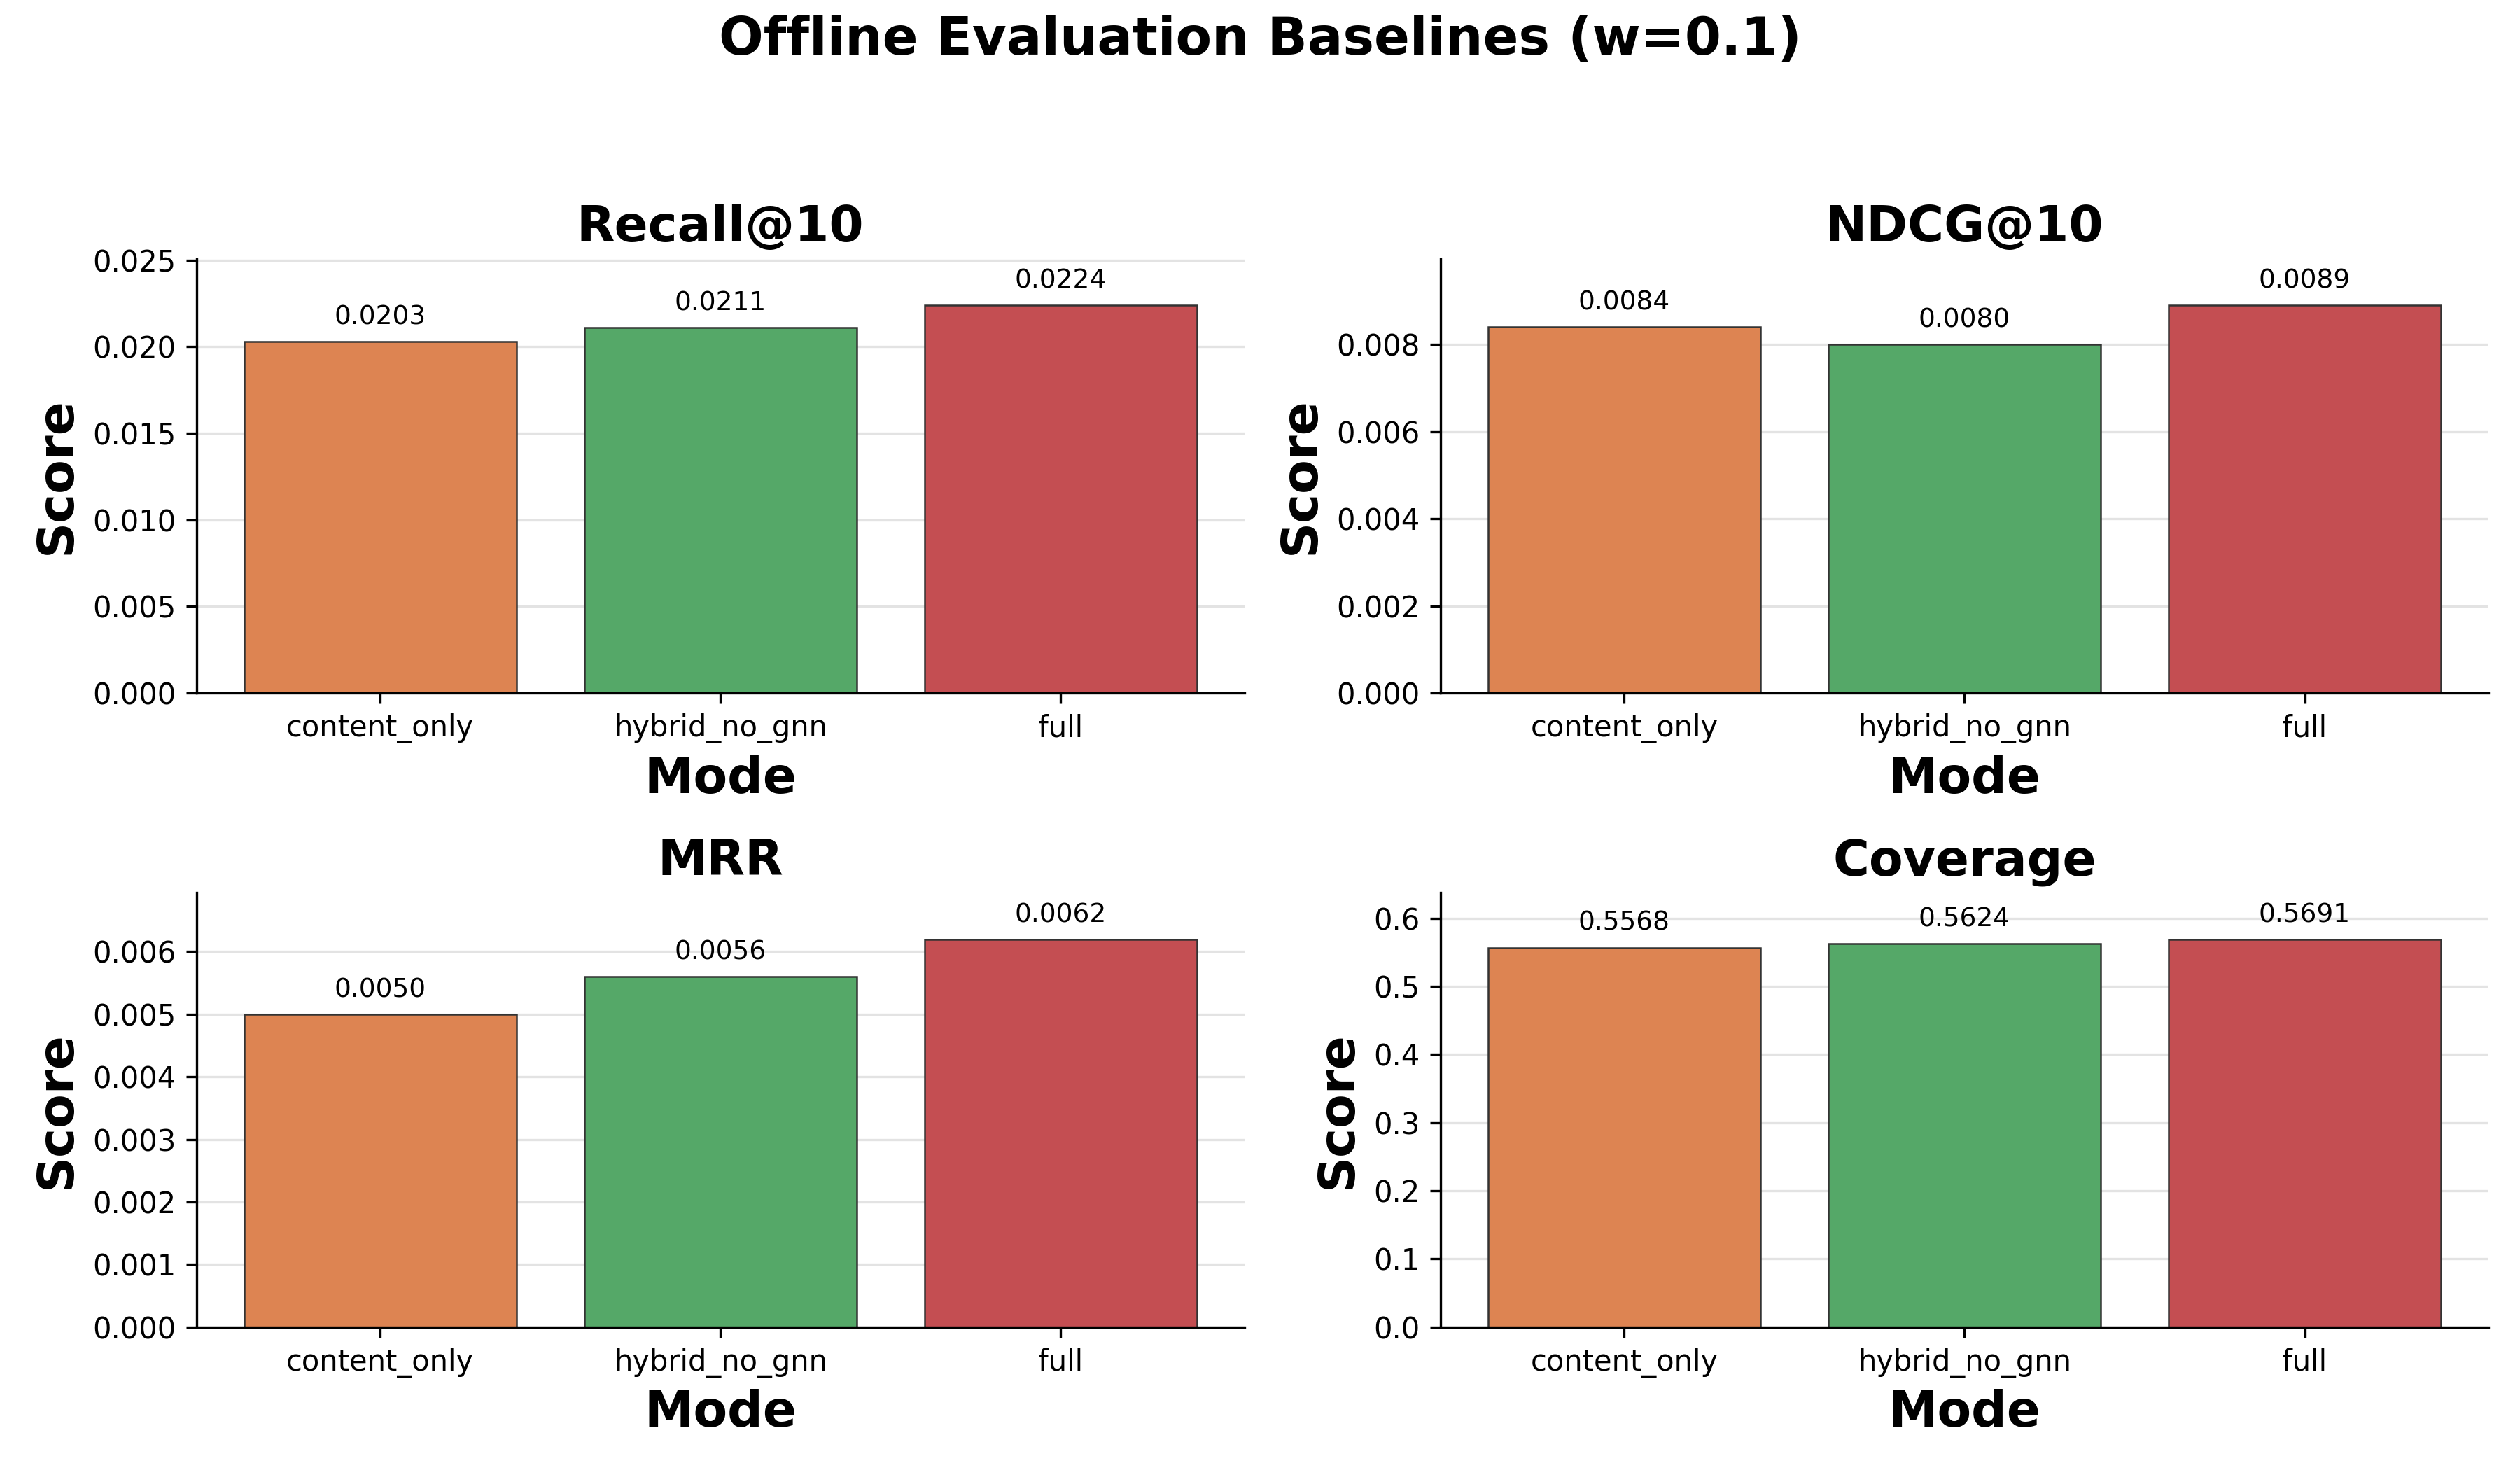 Offline Evaluation Baselines (w=0.1)
Recall@10
0.025
0.020
0.015
0.010
0.005
0.000
Score
0.0203
0.0211
0.0224
content_only
hybrid_no_gnn
full
Mode
NDCG@10
0.008
0.006
0.004
0.002
0.000
Score
0.0084
0.0080
0.0089
content_only
hybrid_no_gnn
full
Mode
MRR
0.006
0.005
0.004
0.003
0.002
0.001
0.000
Score
0.0050
0.0056
0.0062
content_only
hybrid_no_gnn
full
Mode
Coverage
0.6
0.5
0.4
0.3
0.2
0.1
0.0
Score
0.5568
0.5624
0.5691
content_only
hybrid_no_gnn
full
Mode